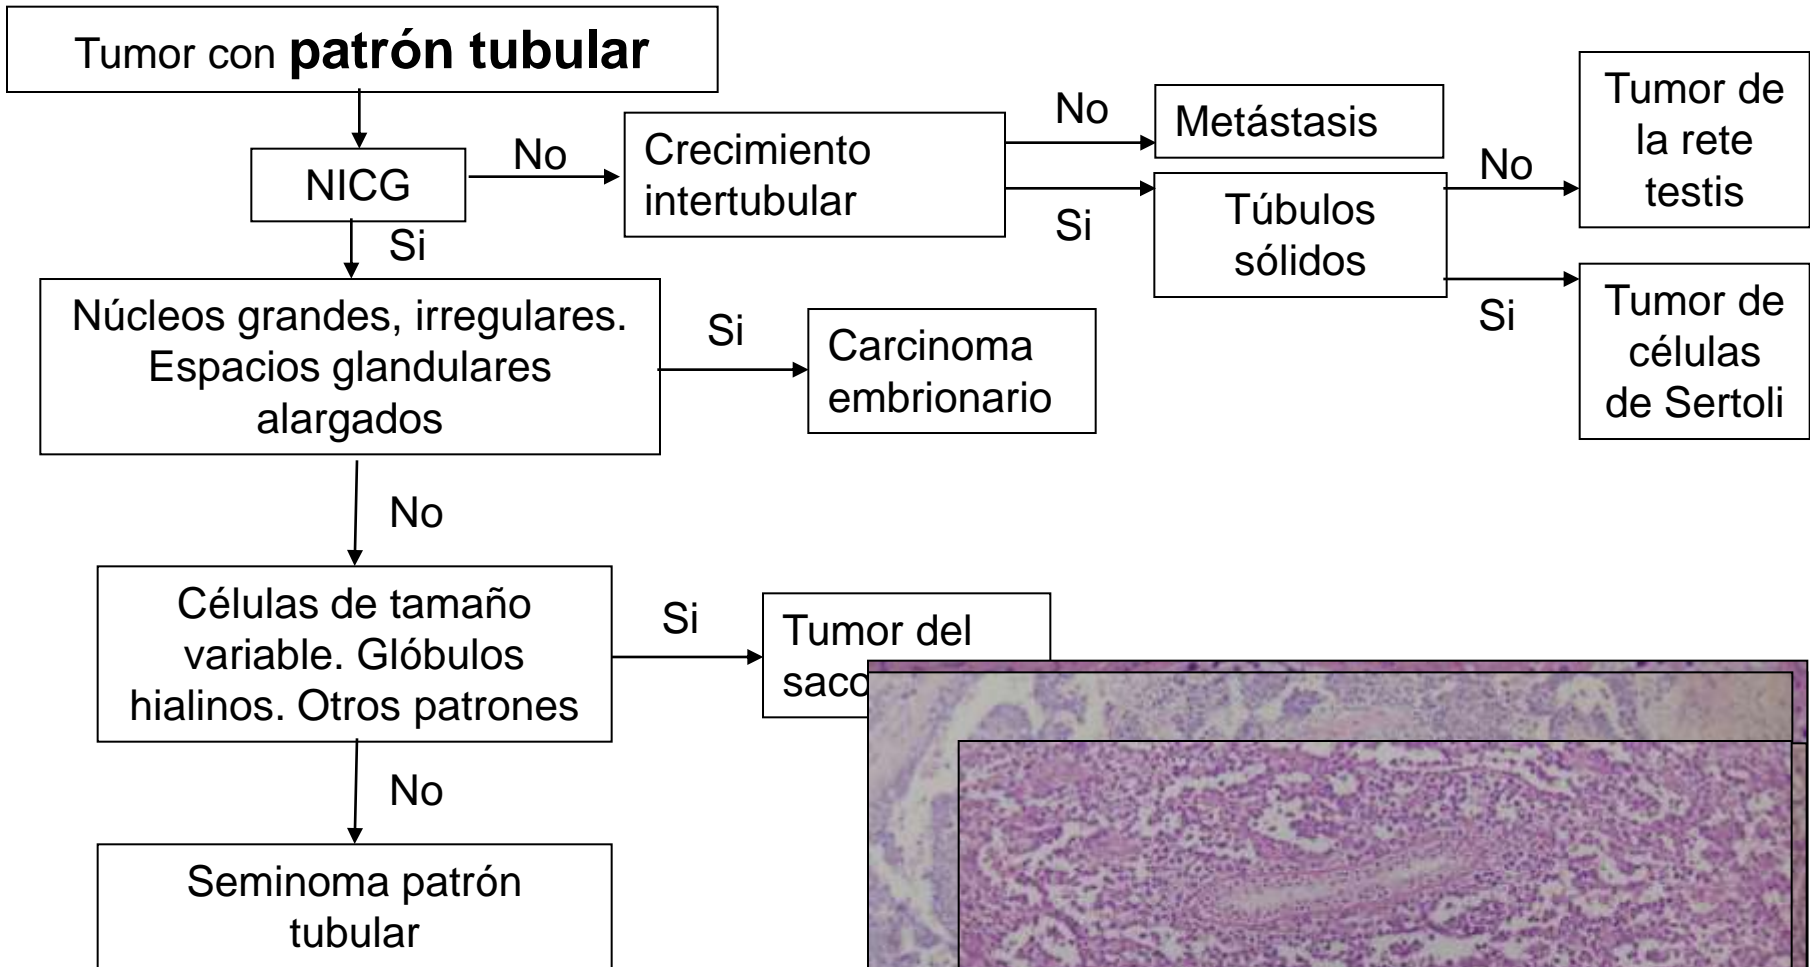 Tumor con patrón tubular
NICG
No
Si
Crecimiento
intertubular
No
Si
Metástasis
Túbulos
sólidos
No
Si
Tumor de
la rete
testis
Tumor de
células
de Sertoli
Núcleos grandes, irregulares.
Espacios glandulares
alargados
Si
Carcinoma
embrionario
No
Células de tamaño
variable. Glóbulos
hialinos. Otros patrones
Si
Tumor del
saco
No
Seminoma patrón
tubular